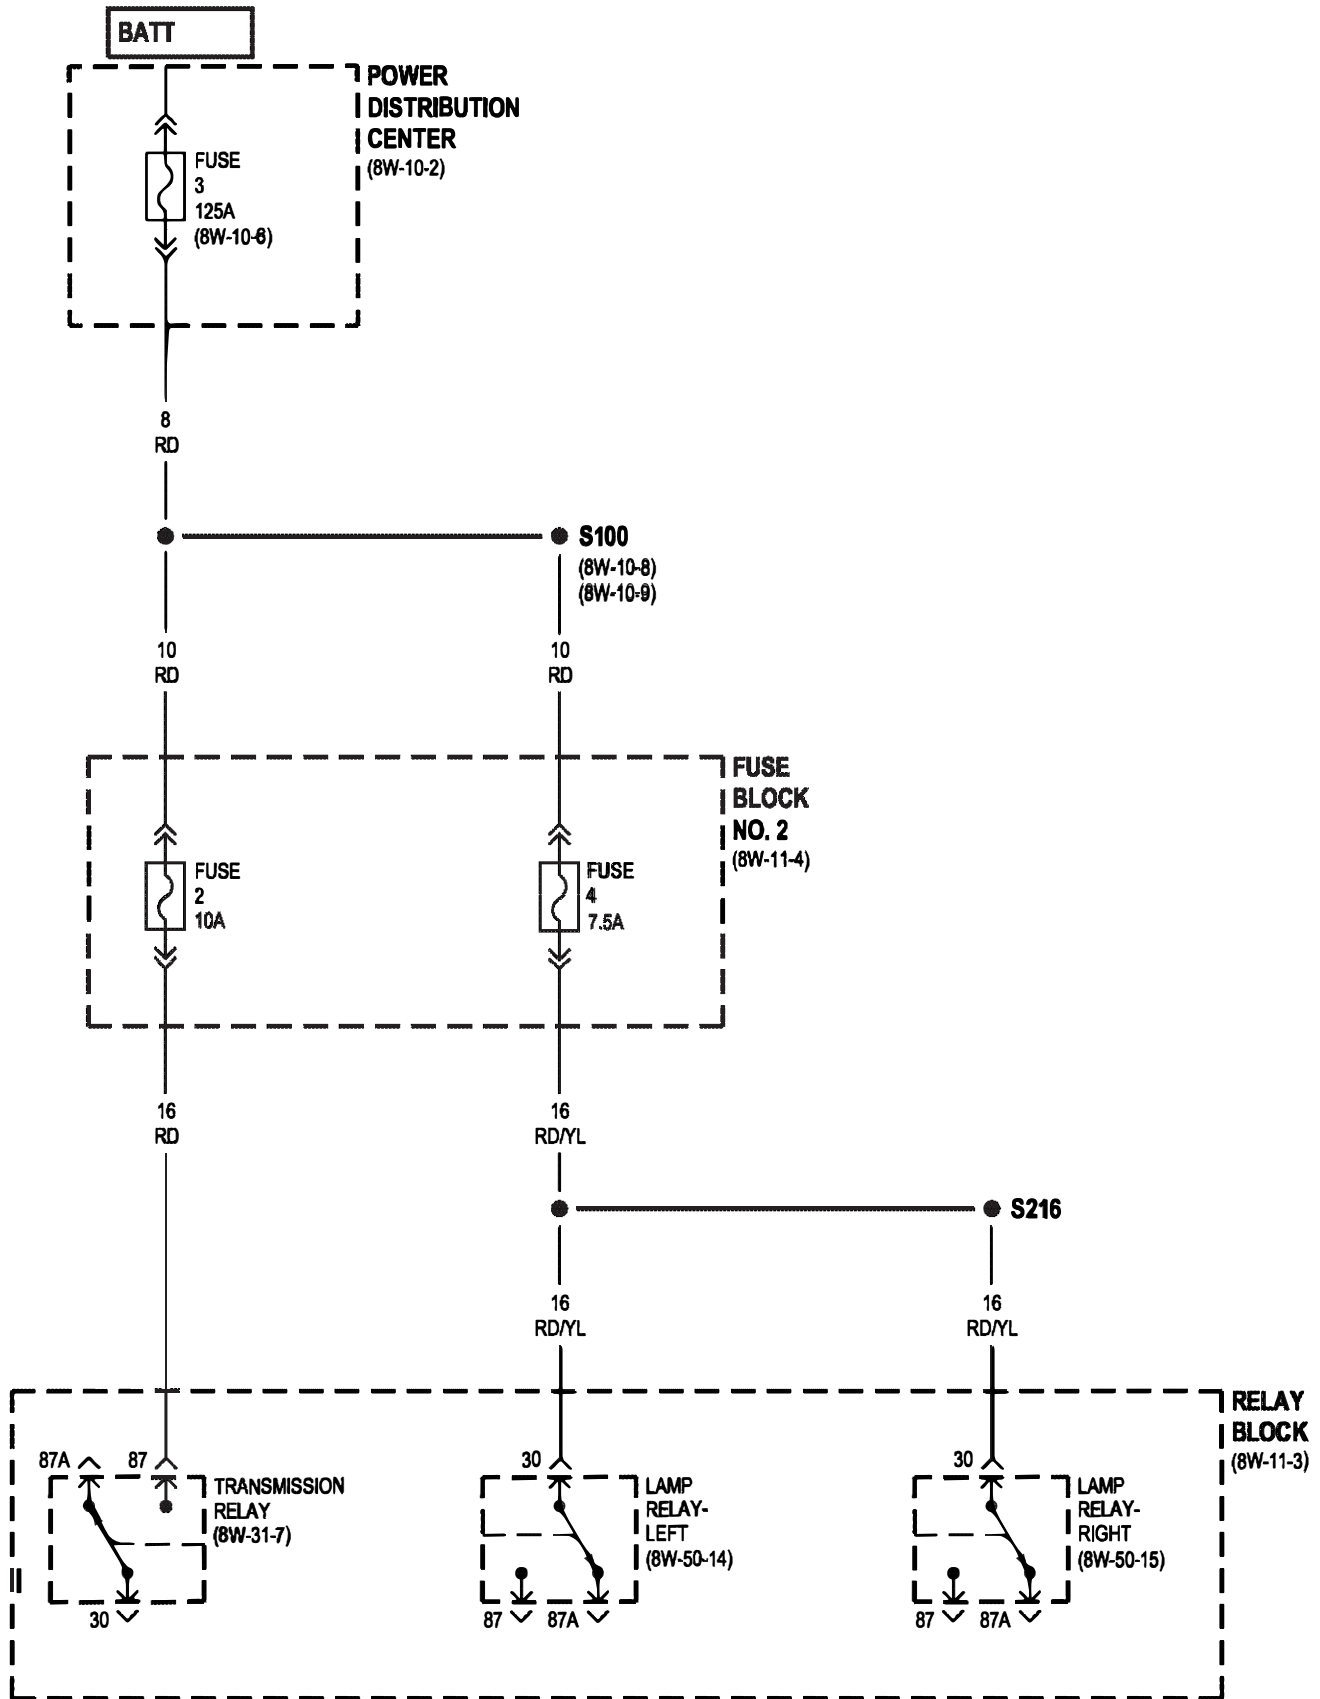 BATT
POWER
DISTRIBUTION
CENTER
(8W-10-2)
FUSE
3
125A
(8W-10-6)
8
RD
S100
(8W-10-8)
(8W-10-9)
10
RD
10
RD
FUSE
BLOCK
NO. 2
(8W-11-4)
FUSE
2
10A
FUSE
4
7.5A
16
RD
16
RD/YL
S216
16
RD/YL
16
RD/YL
RELAY
BLOCK
(8W-11-3)
87A
87
TRANSMISSION
RELAY
(8W-31-7)
30
30
LAMP
RELAY-
LEFT
(8W-50-14)
87
87A
30
LAMP
RELAY-
RIGHT
(8W-50-15)
87
87A